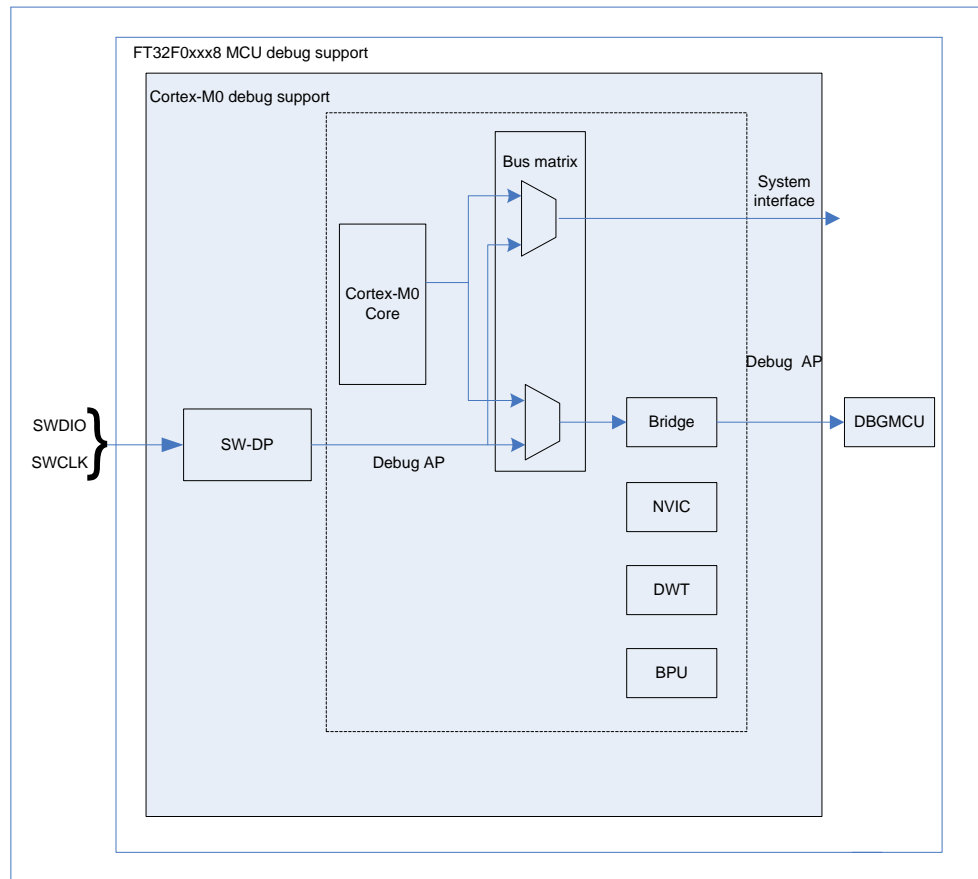 FT32F0xxx8 MCU debug support
Cortex-M0 debug support
Bus matrix
System
interface
Cortex-M0
Core
Debug AP
SWDIO
SWCLK
}
SW-DP
Debug AP
Bridge
DBGMCU
NVIC
DWT
BPU